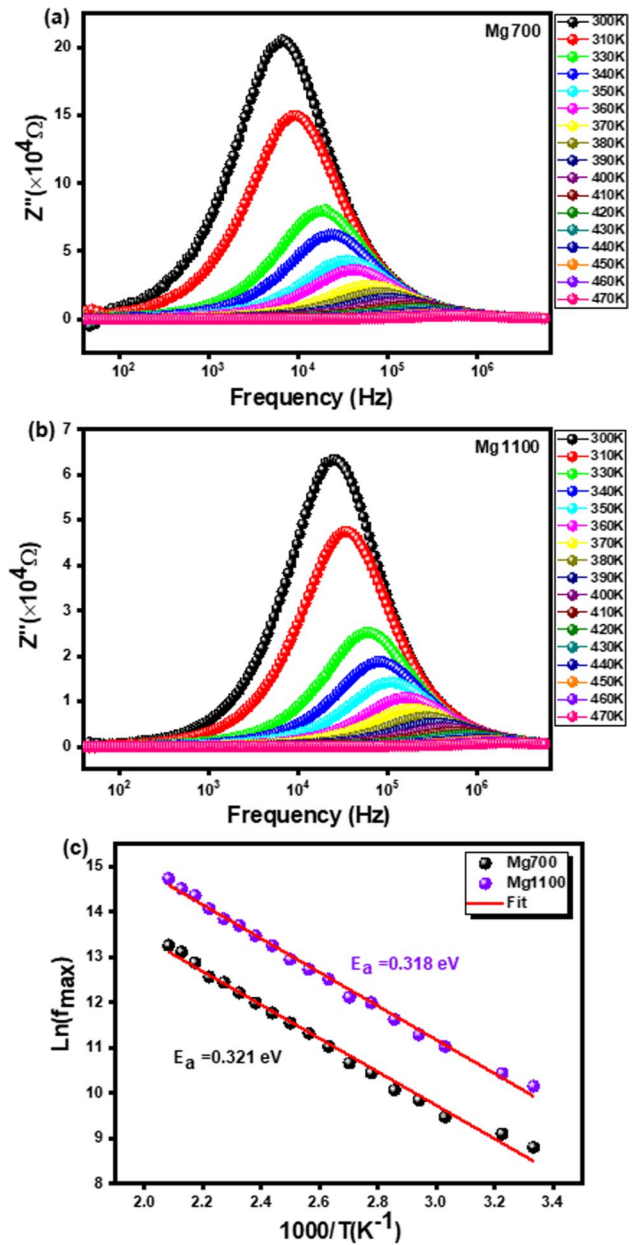 (a)
Mg700
20
15
10
5
0
Z''(×10⁴Ω)
10² 10³ 10⁴ 10⁵ 10⁶
Frequency (Hz)
300K
310K
330K
340K
350K
360K
370K
380K
390K
400K
410K
420K
430K
440K
450K
460K
470K
(b)
Mg1100
7
6
5
4
3
2
1
0
Z''(×10⁴Ω)
10² 10³ 10⁴ 10⁵ 10⁶
Frequency (Hz)
300K
310K
330K
340K
350K
360K
370K
380K
390K
400K
410K
420K
430K
440K
450K
460K
470K
(c)
Mg700
Mg1100
Fit
15
14
13
12
11
10
9
8
Ln(fmax)
Ea =0.318 eV
Ea =0.321 eV
2.0 2.2 2.4 2.6 2.8 3.0 3.2 3.4
1000/T(K⁻¹)